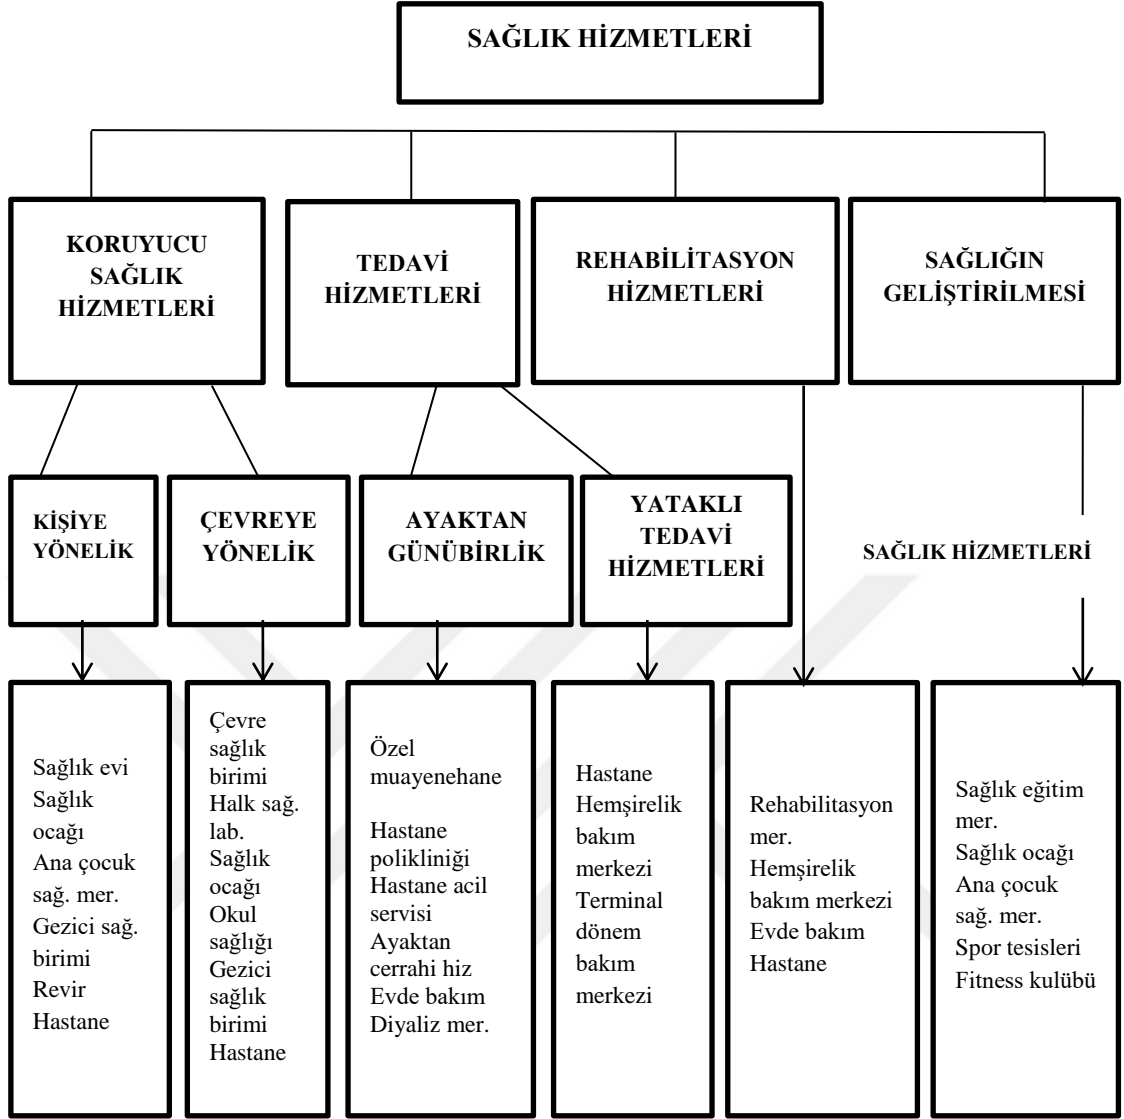 SAĞLIK HİZMETLERİ
KORUYUCU
SAĞLIK
HİZMETLERİ
TEDAVİ
HİZMETLERİ
REHABİLİTASYON
HİZMETLERİ
SAĞLIĞIN
GELİŞTİRİLMESİ
KİŞİYE
YÖNELİK
ÇEVREYE
YÖNELİK
AYAKTAN
GÜNÜBİRLİK
YATAKLI
TEDAVİ
HİZMETLERİ
SAĞLIK HİZMETLERİ
Sağlık evi
Sağlık
ocağı
Ana çocuk
sağ. mer.
Gezici sağ.
birimi
Revir
Hastane
Çevre
sağlık
birimi
Halk sağ.
lab.
Sağlık
ocağı
Okul
sağlığı
Gezici
sağlık
birimi
Hastane
Özel
muayenehane
Hastane
polikliniği
Hastane acil
servisi
Ayaktan
cerrahi hiz
Evde bakım
Diyaliz mer.
Hastane
Hemşirelik
bakım
merkezi
Terminal
dönem
bakım
merkezi
Rehabilitasyon
mer.
Hemşirelik
bakım merkezi
Evde bakım
Hastane
Sağlık eğitim
mer.
Sağlık ocağı
Ana çocuk
sağ. mer.
Spor tesisleri
Fitness kulübü